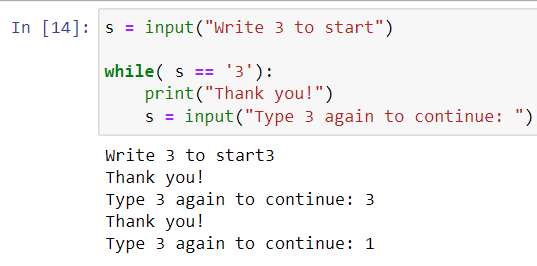 In [14]: s = input("Write 3 to start")
while( s == '3'):
    print("Thank you!")
    s = input("Type 3 again to continue: ")
Write 3 to start3
Thank you!
Type 3 again to continue: 3
Thank you!
Type 3 again to continue: 1